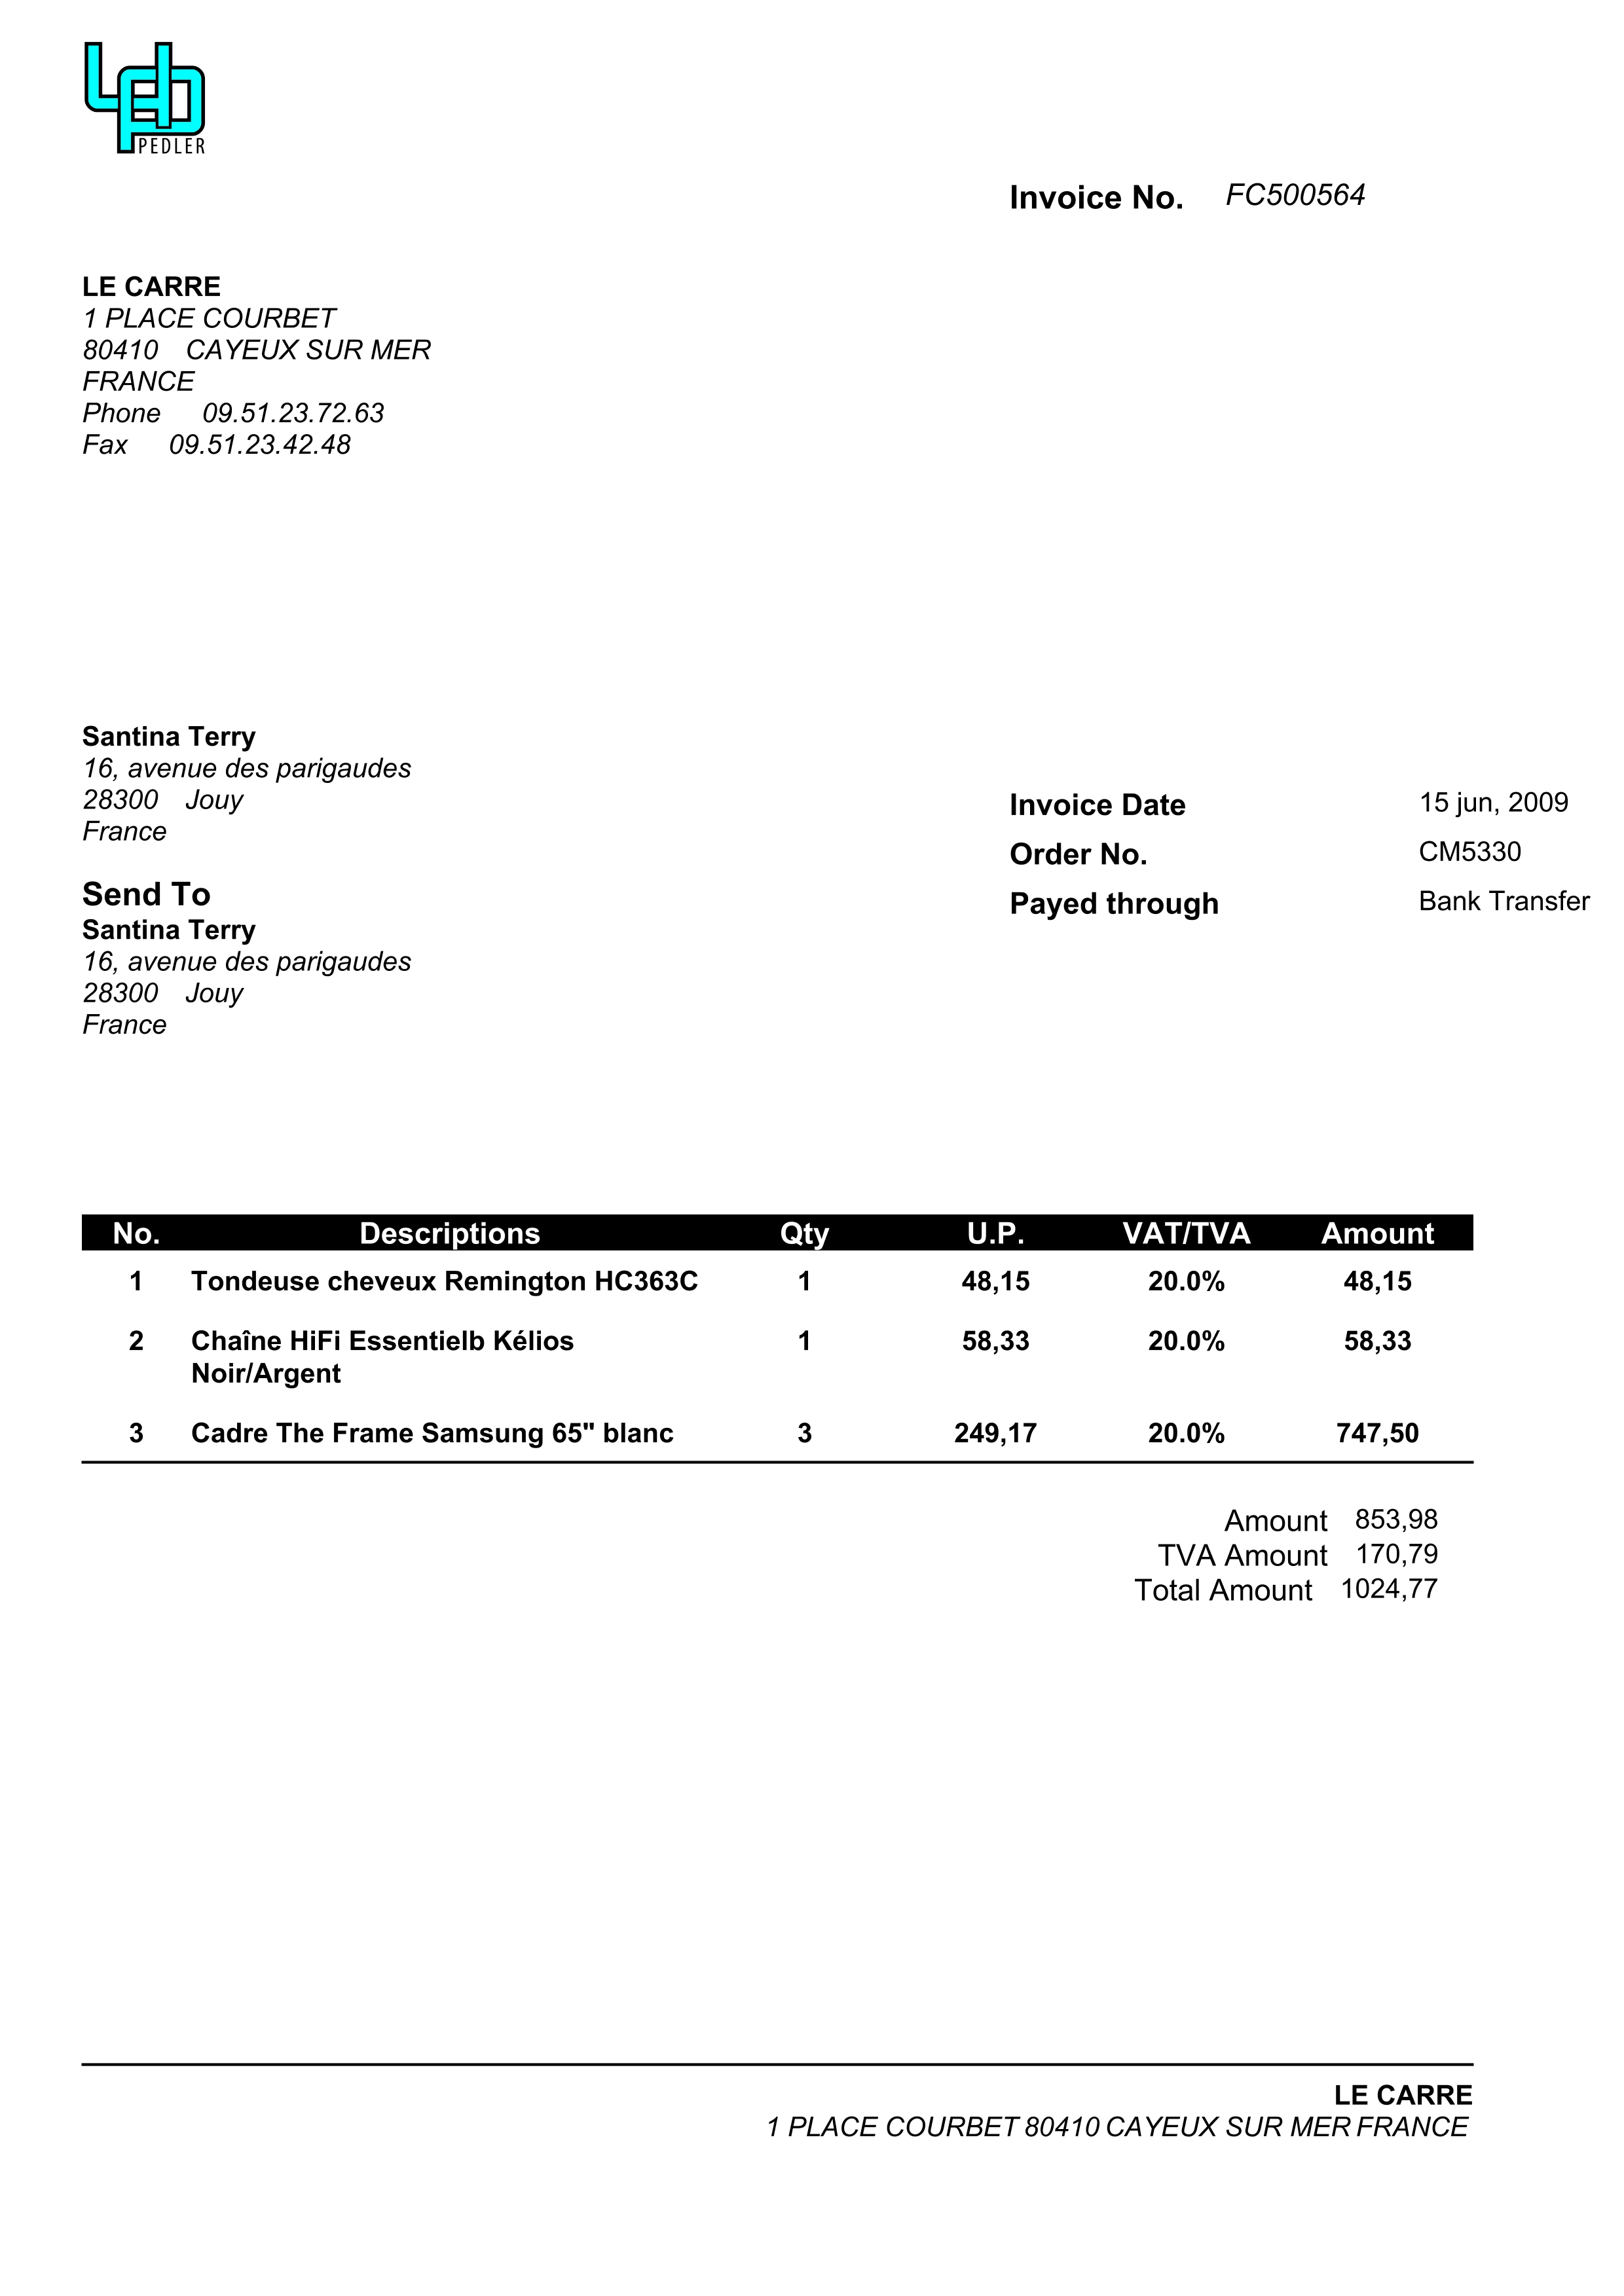 PEDLER
Invoice No. FC500564
LE CARRE
1 PLACE COURBET
80410 CAYEUX SUR MER
FRANCE
Phone 09.51.23.72.63
Fax 09.51.23.42.48
Santina Terry
16, avenue des parigaudes
28300 Jouy
France
Invoice Date 15 jun, 2009
Order No. CM5330
Payed through Bank Transfer
Send To
Santina Terry
16, avenue des parigaudes
28300 Jouy
France
No. Descriptions Qty U.P. VAT/TVA Amount
1 Tondeuse cheveux Remington HC363C 1 48,15 20.0% 48,15
2 Chaîne HiFi Essentielb Kélios 1 58,33 20.0% 58,33
Noir/Argent
3 Cadre The Frame Samsung 65" blanc 3 249,17 20.0% 747,50
Amount 853,98
TVA Amount 170,79
Total Amount 1024,77
LE CARRE
1 PLACE COURBET 80410 CAYEUX SUR MER FRANCE